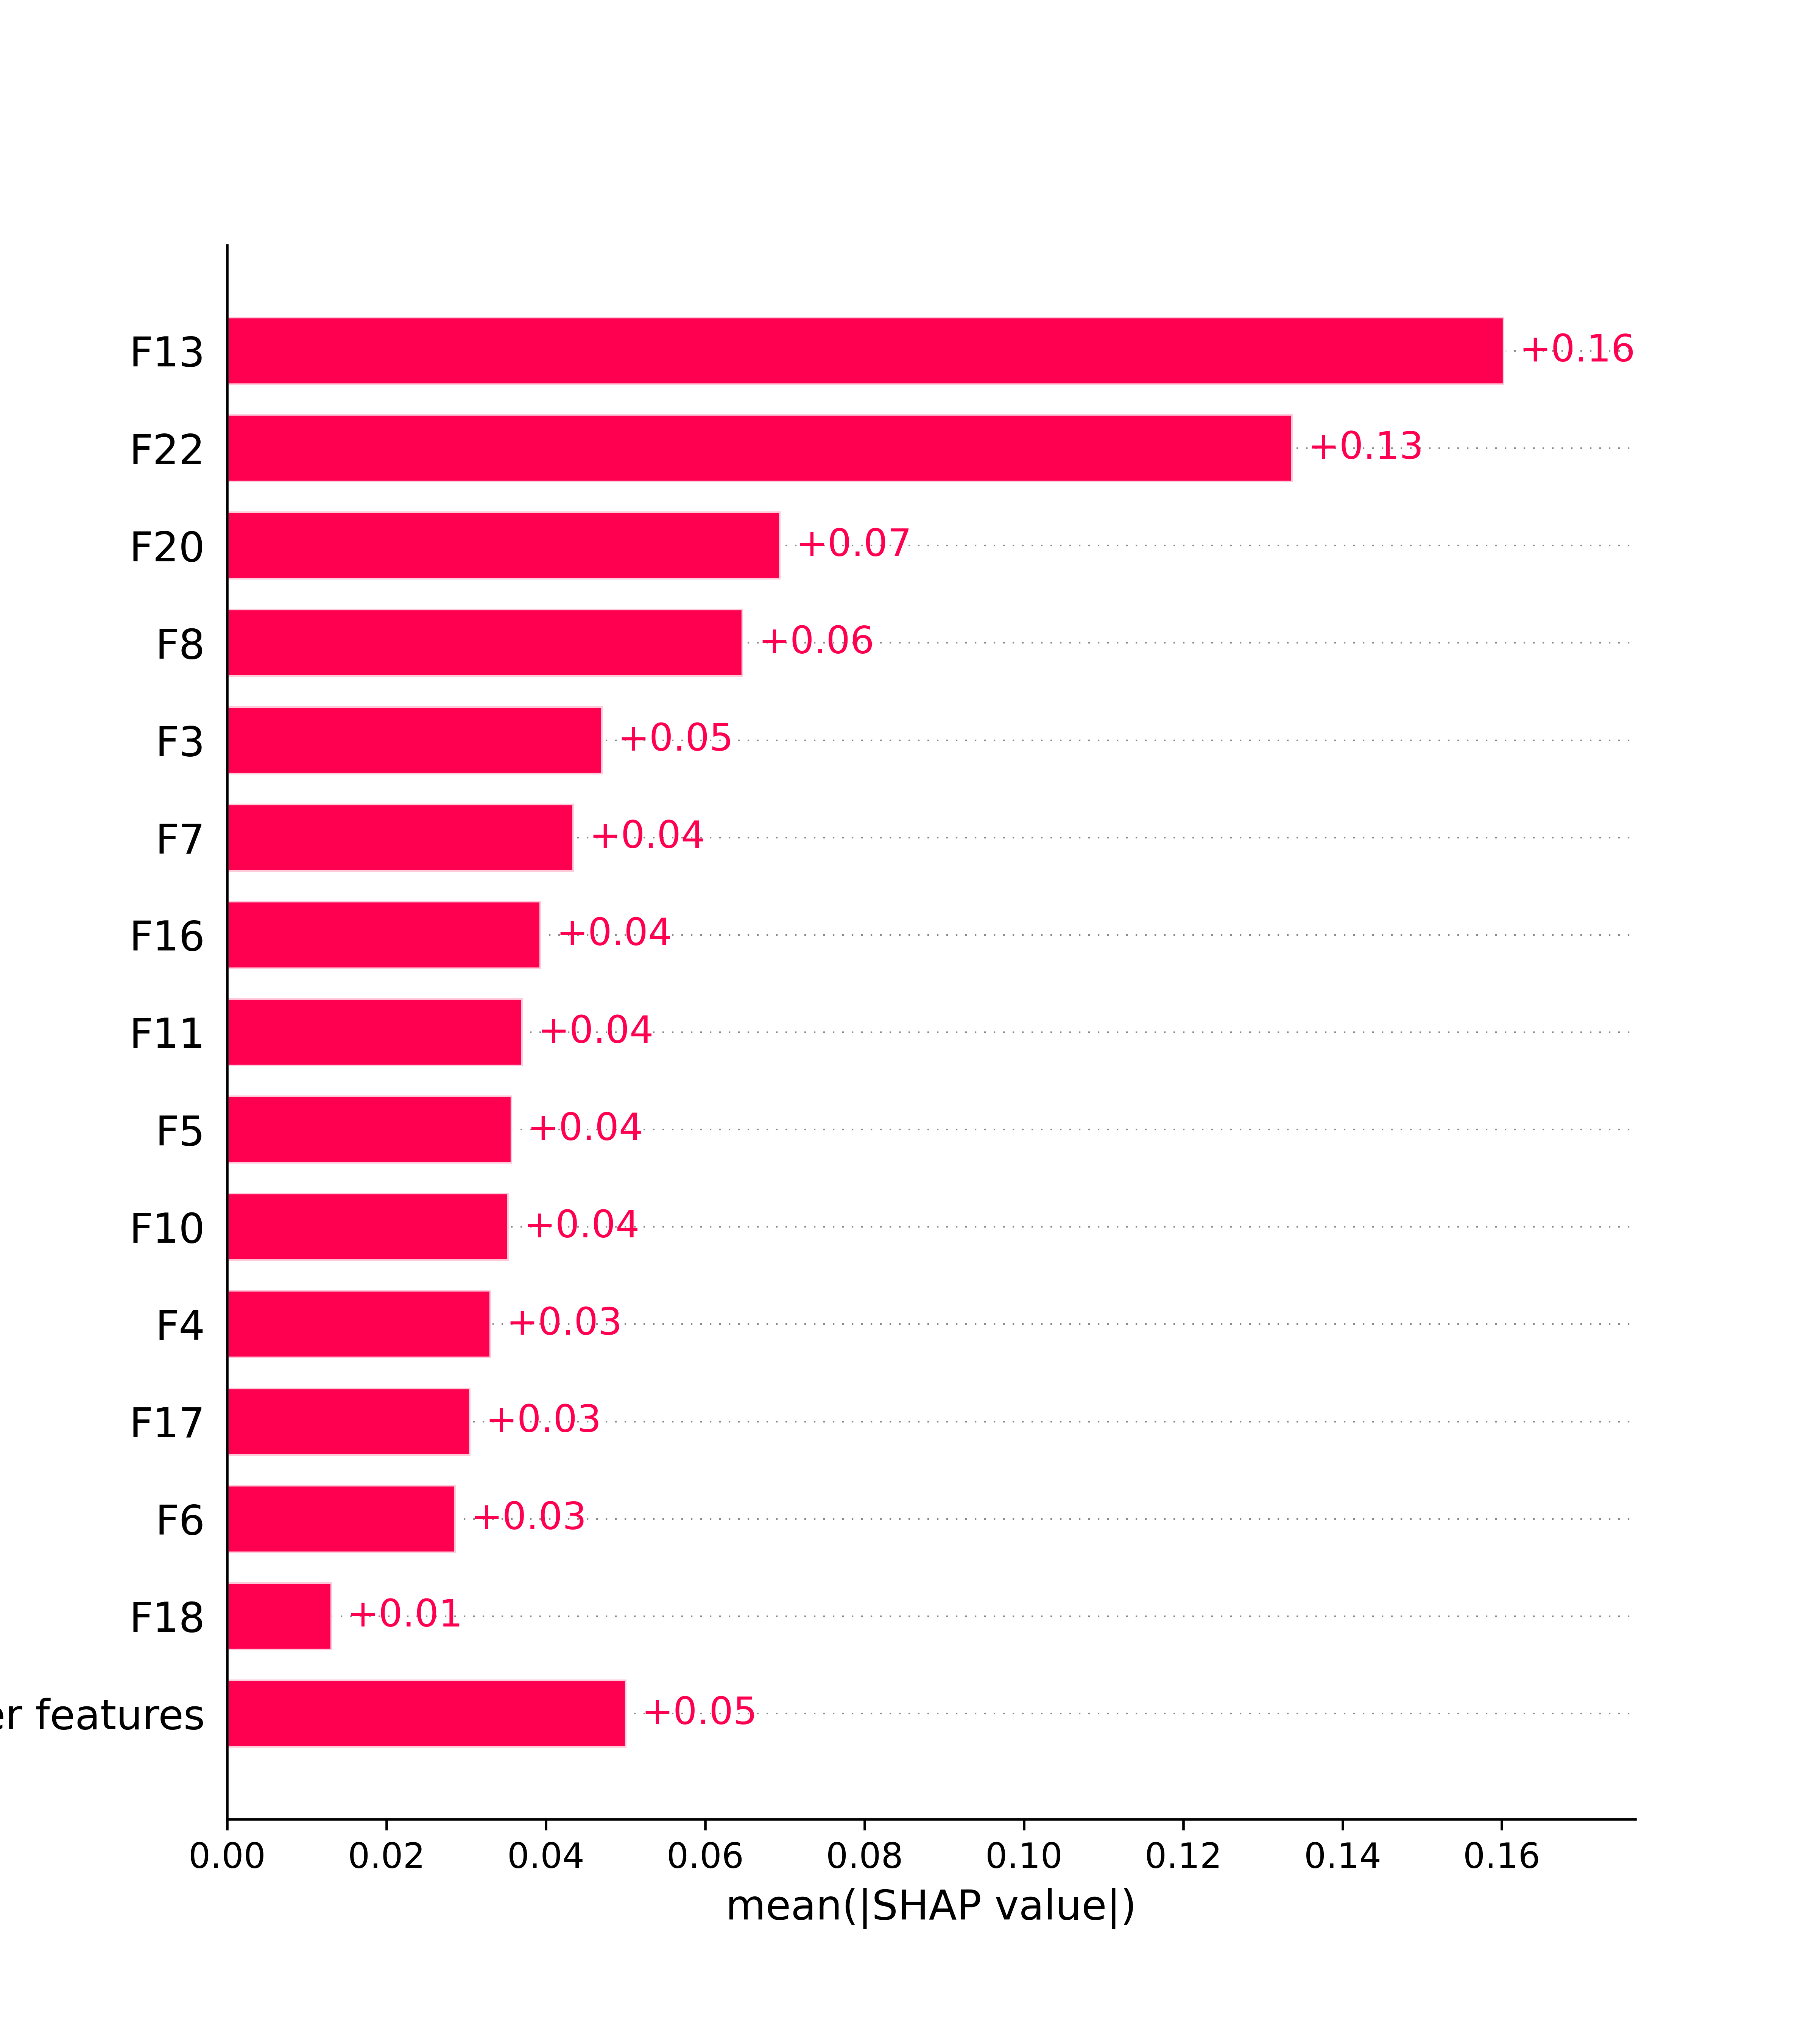 F13 +0.16
F22 +0.13
F20 +0.07
F8 +0.06
F3 +0.05
F7 +0.04
F16 +0.04
F11 +0.04
F5 +0.04
F10 +0.04
F4 +0.03
F17 +0.03
F6 +0.03
F18 +0.01
features +0.05
0.00 0.02 0.04 0.06 0.08 0.10 0.12 0.14 0.16
mean(|SHAP value|)